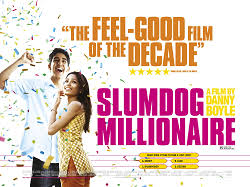 "THE FEEL-GOOD FILM
OF THE DECADE"
A FILM BY
DANNY
BOYLE
SLUMDOG
MILLIONAIRE